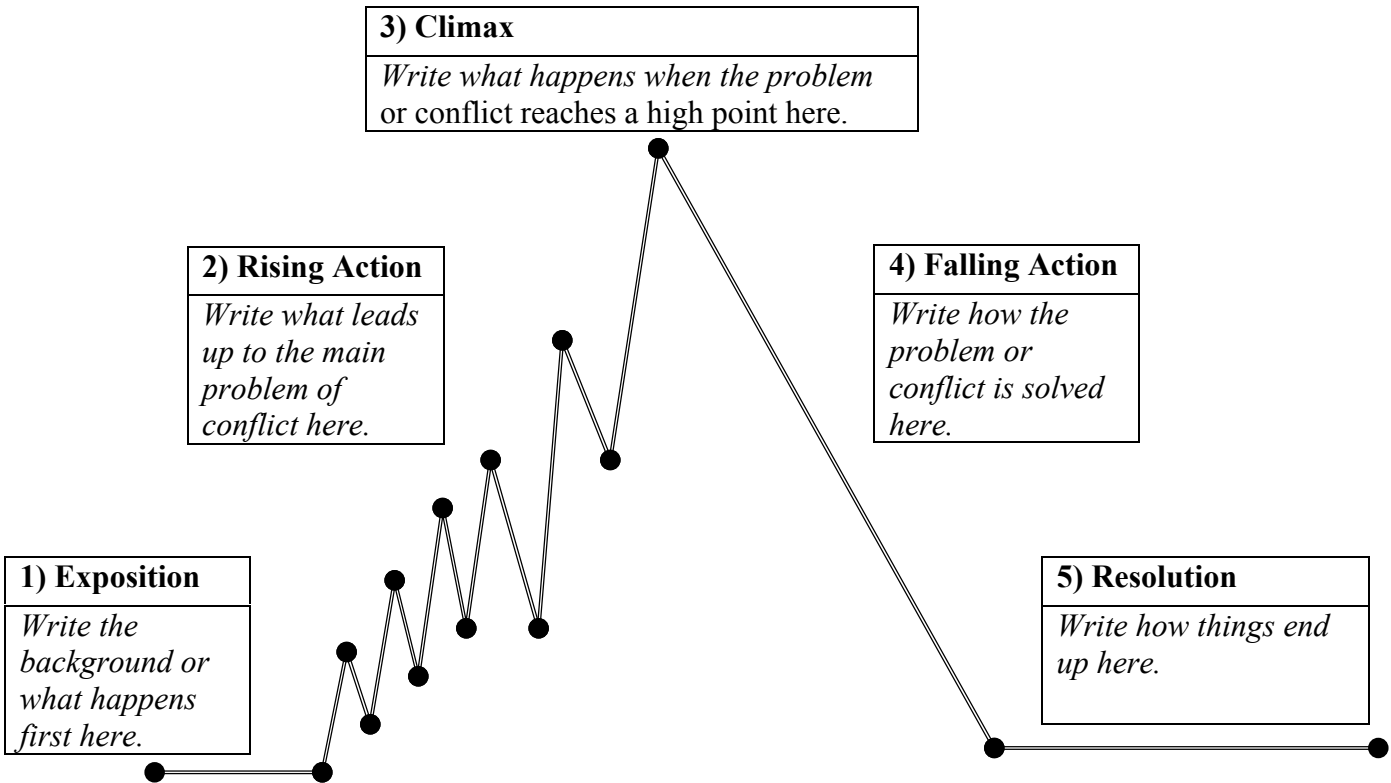 1) Exposition
Write the
background or
what happens
first here.
2) Rising Action
Write what leads
up to the main
problem of
conflict here.
3) Climax
Write what happens when the problem
or conflict reaches a high point here.
4) Falling Action
Write how the
problem or
conflict is solved
here.
5) Resolution
Write how things end
up here.